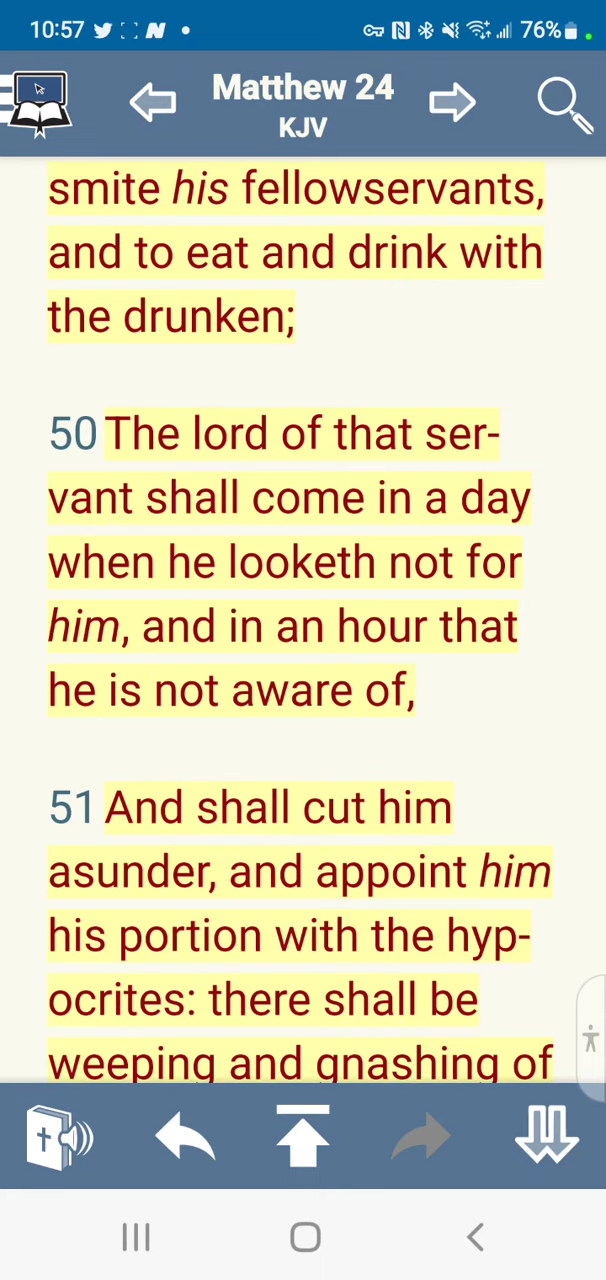 10:57 76%
Matthew 24
KJV
smite his fellowservants,
and to eat and drink with
the drunken;
50 The lord of that ser-
vant shall come in a day
when he looketh not for
him, and in an hour that
he is not aware of,
51 And shall cut him
asunder, and appoint him
his portion with the hyp-
ocrites: there shall be
weeping and gnashing of